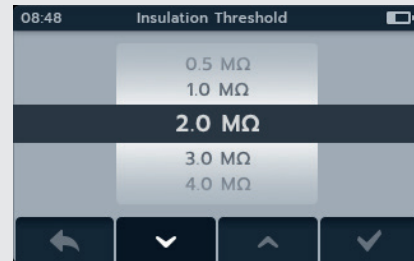 08:48 Insulation Threshold
0.5 MΩ
1.0 MΩ
2.0 MΩ
3.0 MΩ
4.0 MΩ